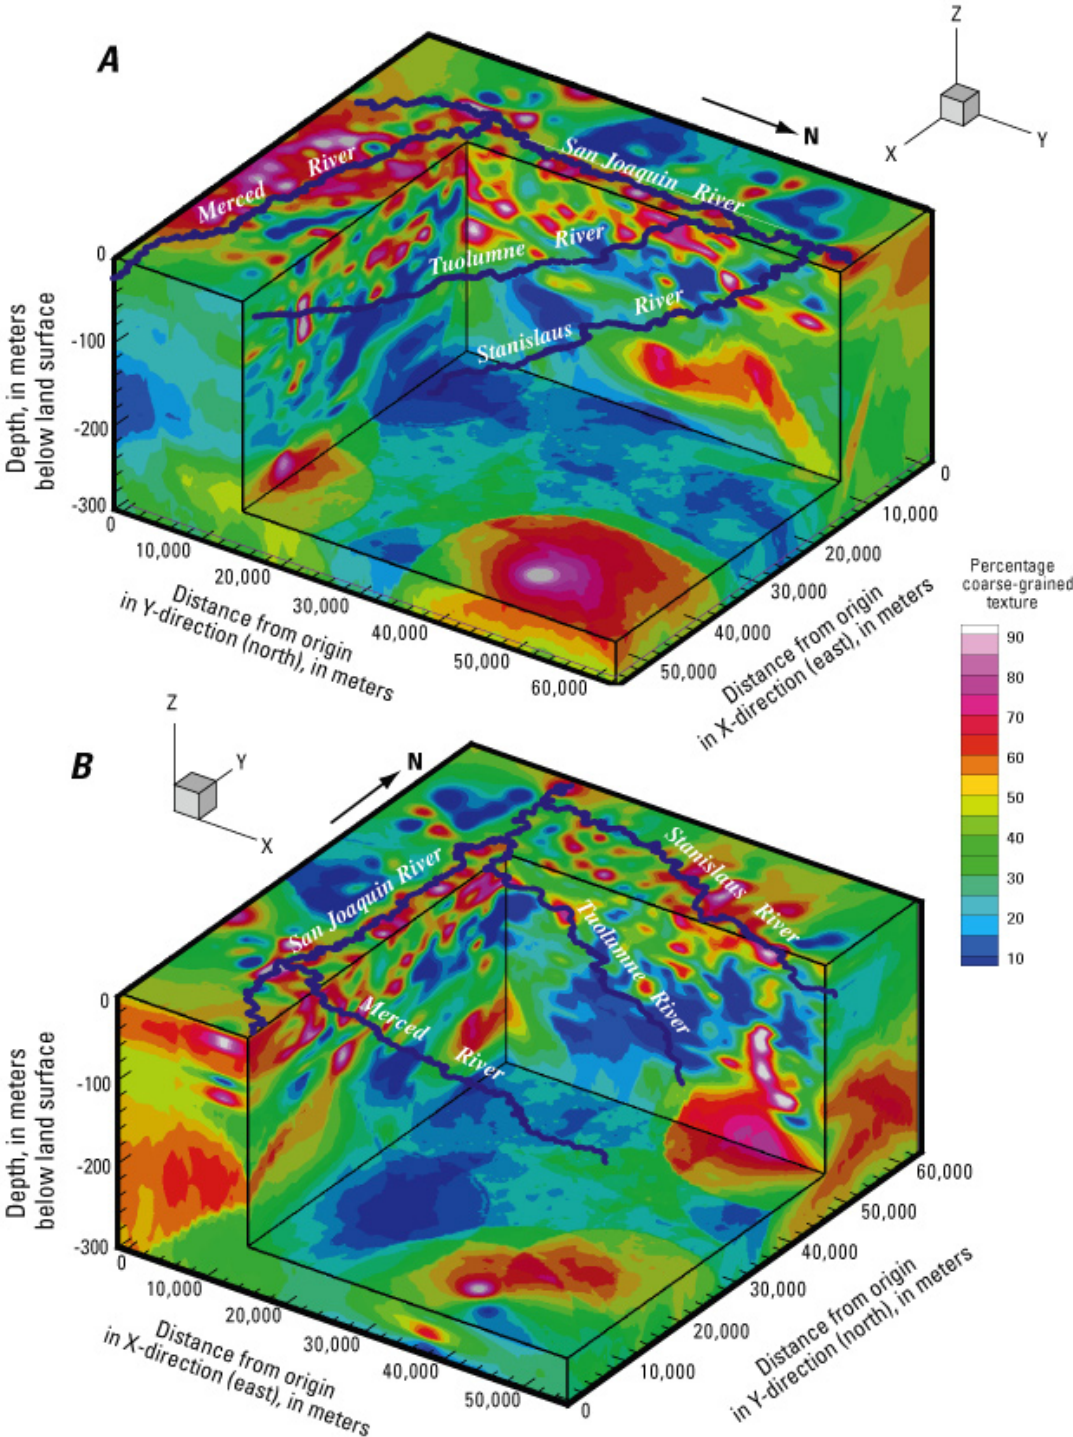 A
Z
X
Y
N
San Joaquin River
Merced River
Tuolumne River
Stanislaus River
0
-100
-200
-300
Depth, in meters
below land surface
0
10,000
20,000
30,000
40,000
50,000
60,000
Distance from origin
in Y-direction (north), in meters
0
10,000
20,000
30,000
40,000
50,000
Distance from origin
in X-direction (east), in meters
Percentage
coarse-grained
texture
90
80
70
60
50
40
30
20
10
B
Z
Y
X
N
San Joaquin River
Stanislaus River
Tuolumne River
Merced River
0
-100
-200
-300
Depth, in meters
below land surface
0
10,000
20,000
30,000
40,000
50,000
Distance from origin
in X-direction (east), in meters
60,000
50,000
40,000
30,000
20,000
10,000
0
Distance from origin
in Y-direction (north), in meters